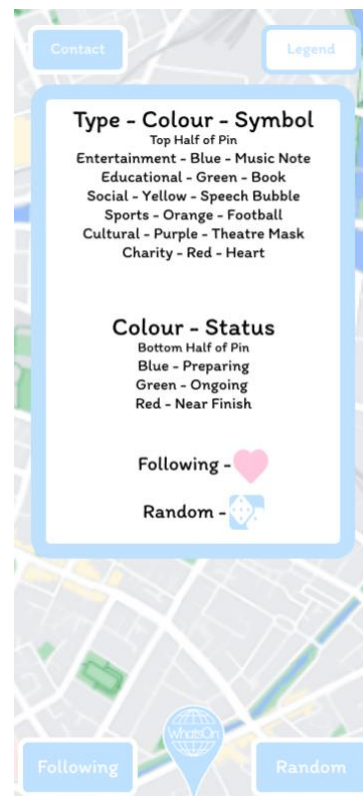 Contact
Legend
Type - Colour - Symbol
Top Half of Pin
Entertainment - Blue - Music Note
Educational - Green - Book
Social - Yellow - Speech Bubble
Sports - Orange - Football
Cultural - Purple - Theatre Mask
Charity - Red - Heart
Colour - Status
Bottom Half of Pin
Blue - Preparing
Green - Ongoing
Red - Near Finish
Following -
Random -
WhatsOn
Following
Random